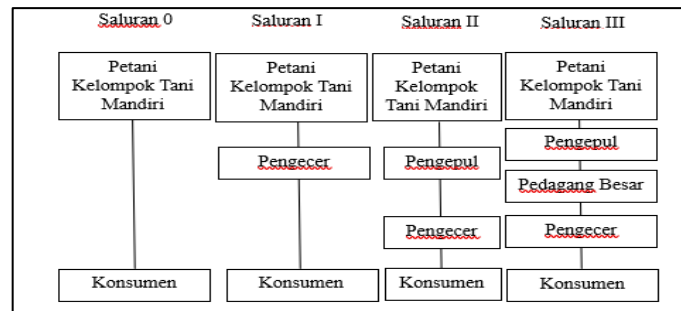 Saluran 0
Saluran I
Saluran II
Saluran III
Petani
Kelompok Tani
Mandiri
Petani
Kelompok Tani
Mandiri
Petani
Kelompok
Tani Mandiri
Petani
Kelompok Tani
Mandiri
Pengecer
Pengepul
Pengepul
Pedagang Besar
Pengecer
Pengecer
Konsumen
Konsumen
Konsumen
Konsumen